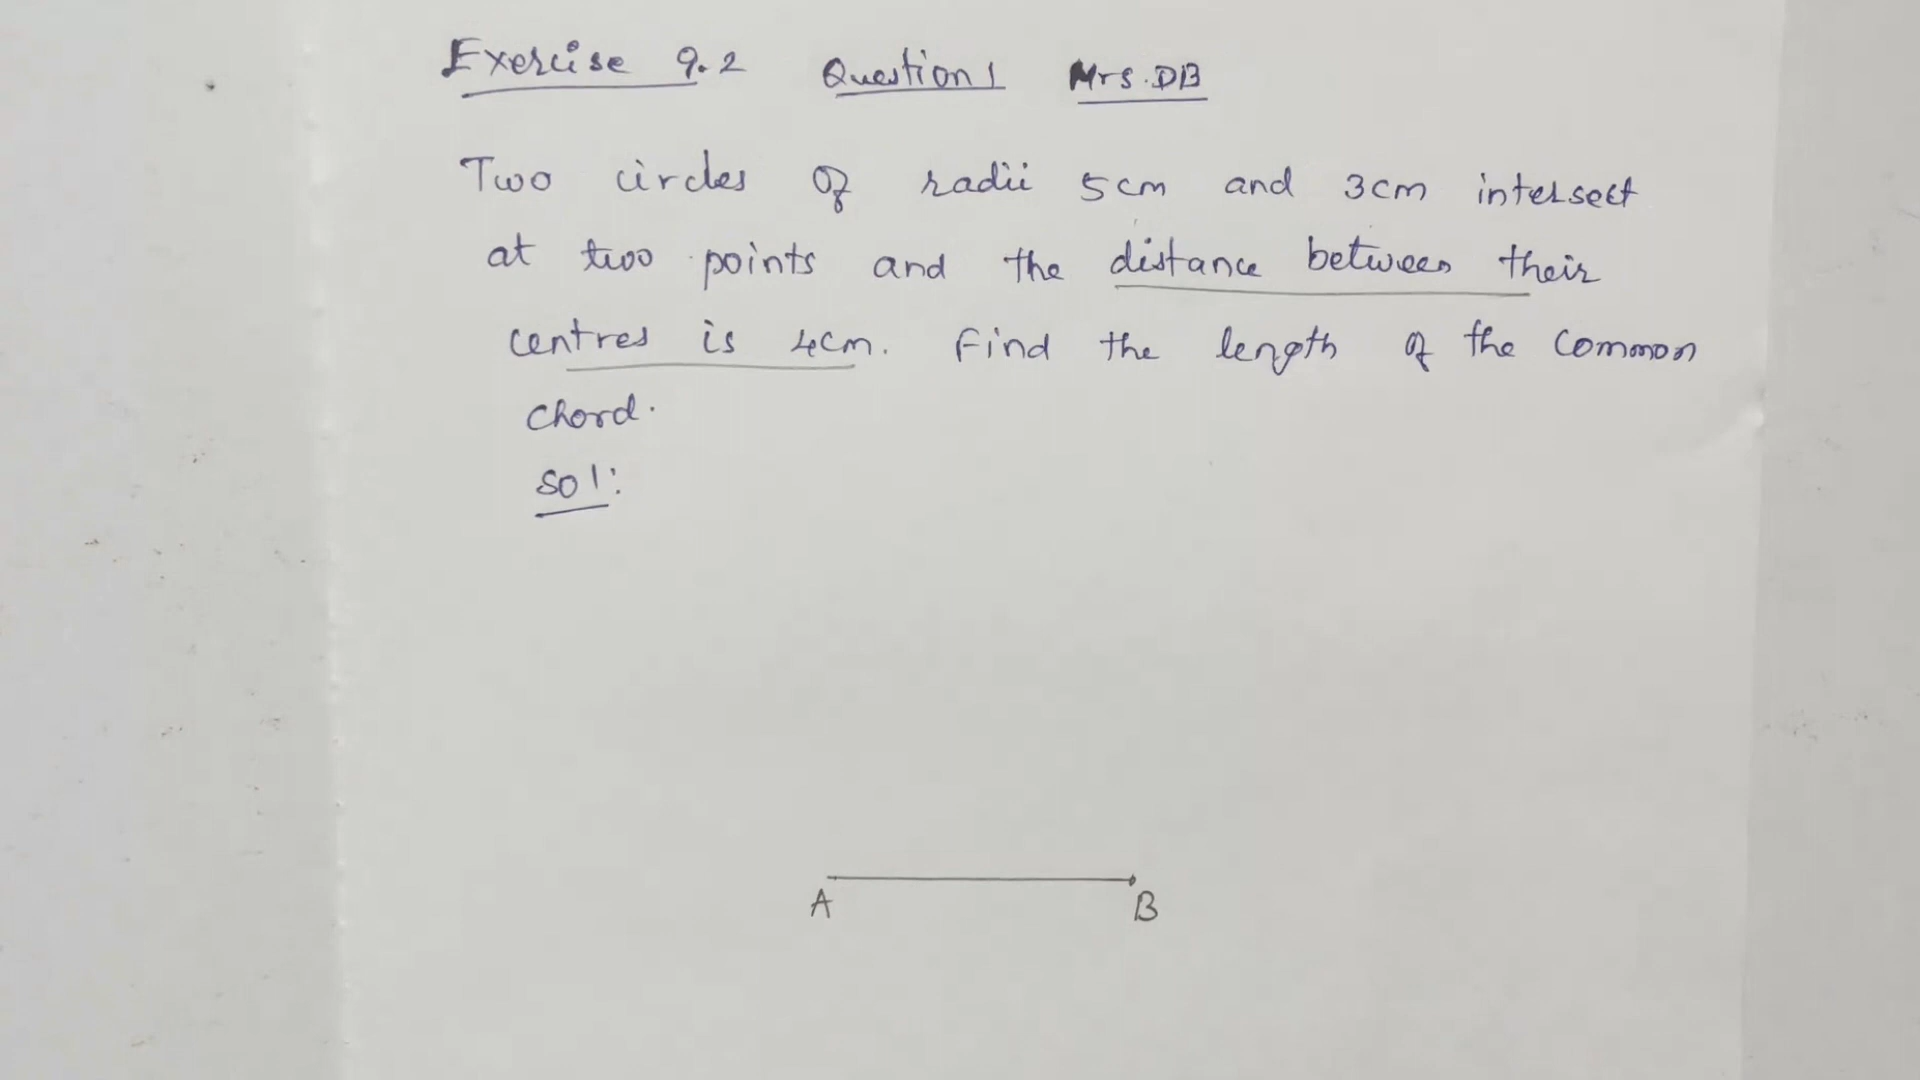 Exercise 9.2 Question 1 Mrs. DB
Two circles of radii 5cm and 3cm intersect
at two points and the distance between their
centres is 4cm. Find the length of the common
chord.
Sol:
A B